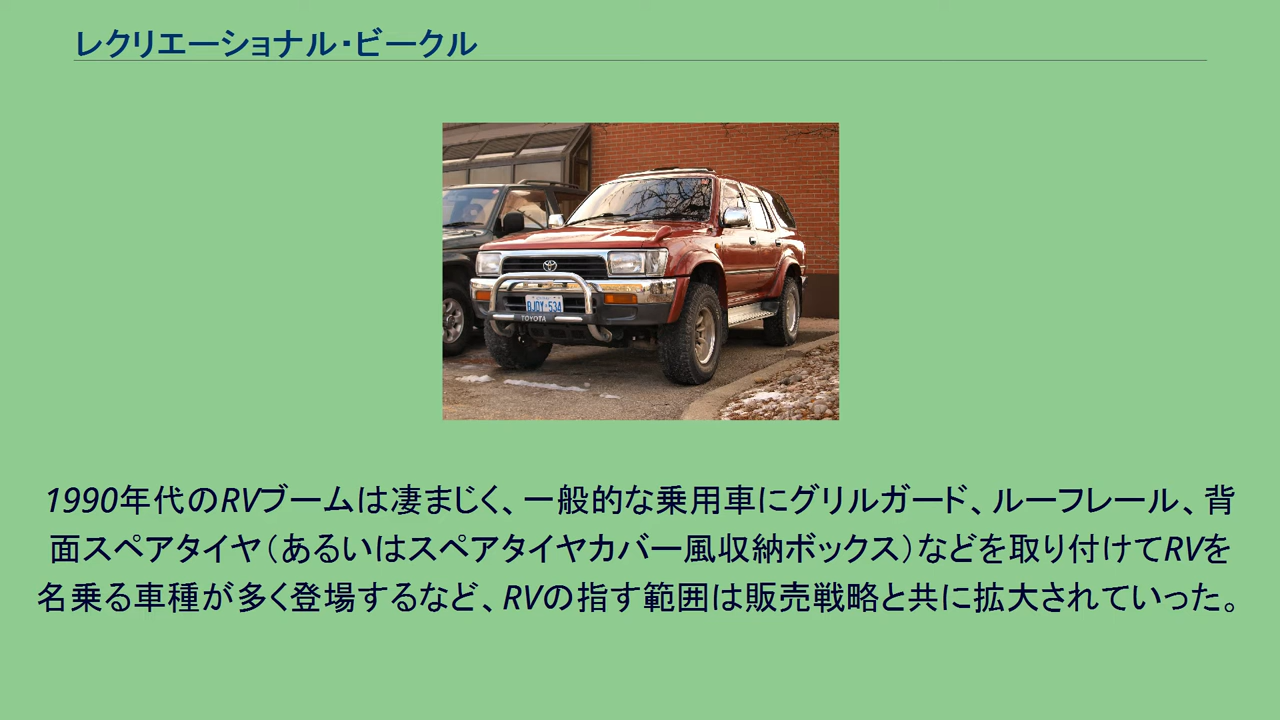 レクリエーショナル・ビークル
BJDY·534
TOYOTA
1990年代のRVブームは凄まじく、一般的な乗用車にグリルガード、ルーフレール、背
面スペアタイヤ（あるいはスペアタイヤカバー風収納ボックス）などを取り付けてRVを
名乗る車種が多く登場するなど、RVの指す範囲は販売戦略と共に拡大されていった。